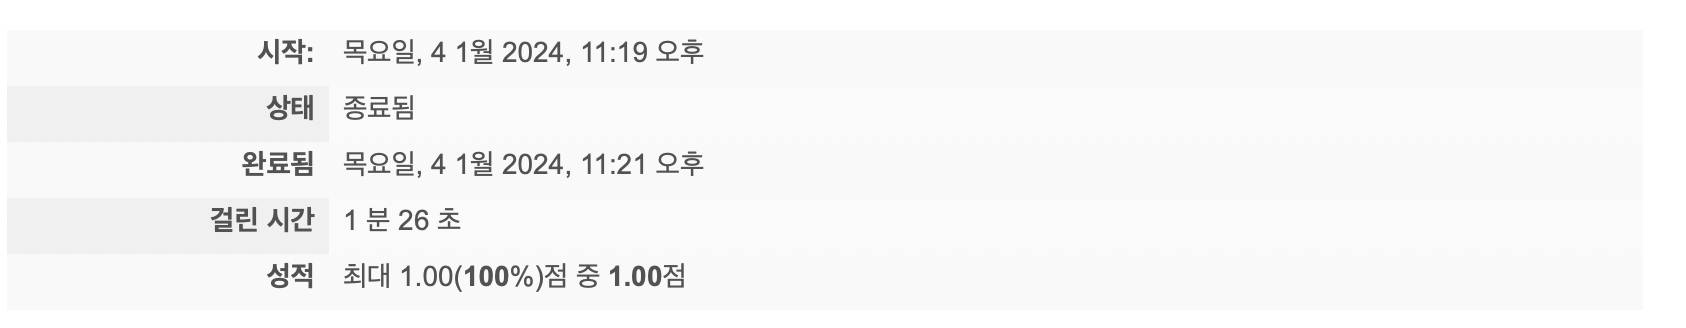 시작: 목요일, 4 1월 2024, 11:19 오후
상태 종료됨
완료됨 목요일, 4 1월 2024, 11:21 오후
걸린 시간 1 분 26 초
성적 최대 1.00(100%)점 중 1.00점